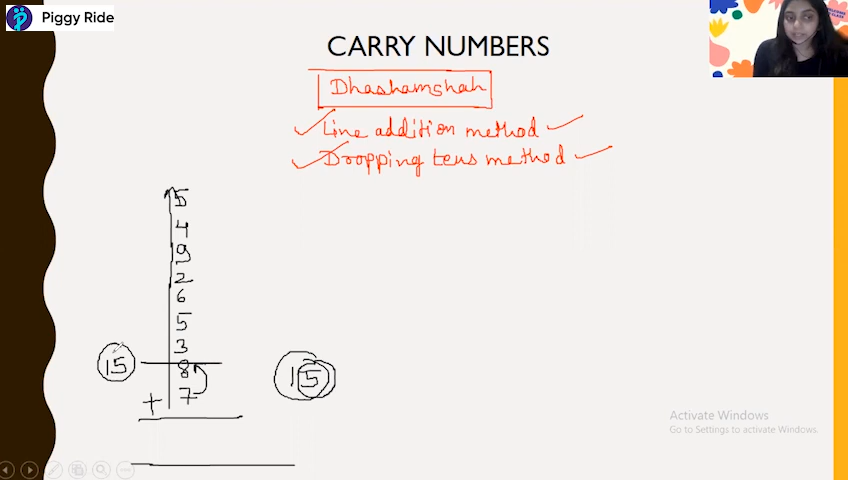 Piggy Ride
CARRY NUMBERS
Dhashamshah
Line addition method
Dropping tens method
5
4
9
2
6
5
3
15
8
15
+ 7
Activate Windows
Go to Settings to activate Windows.